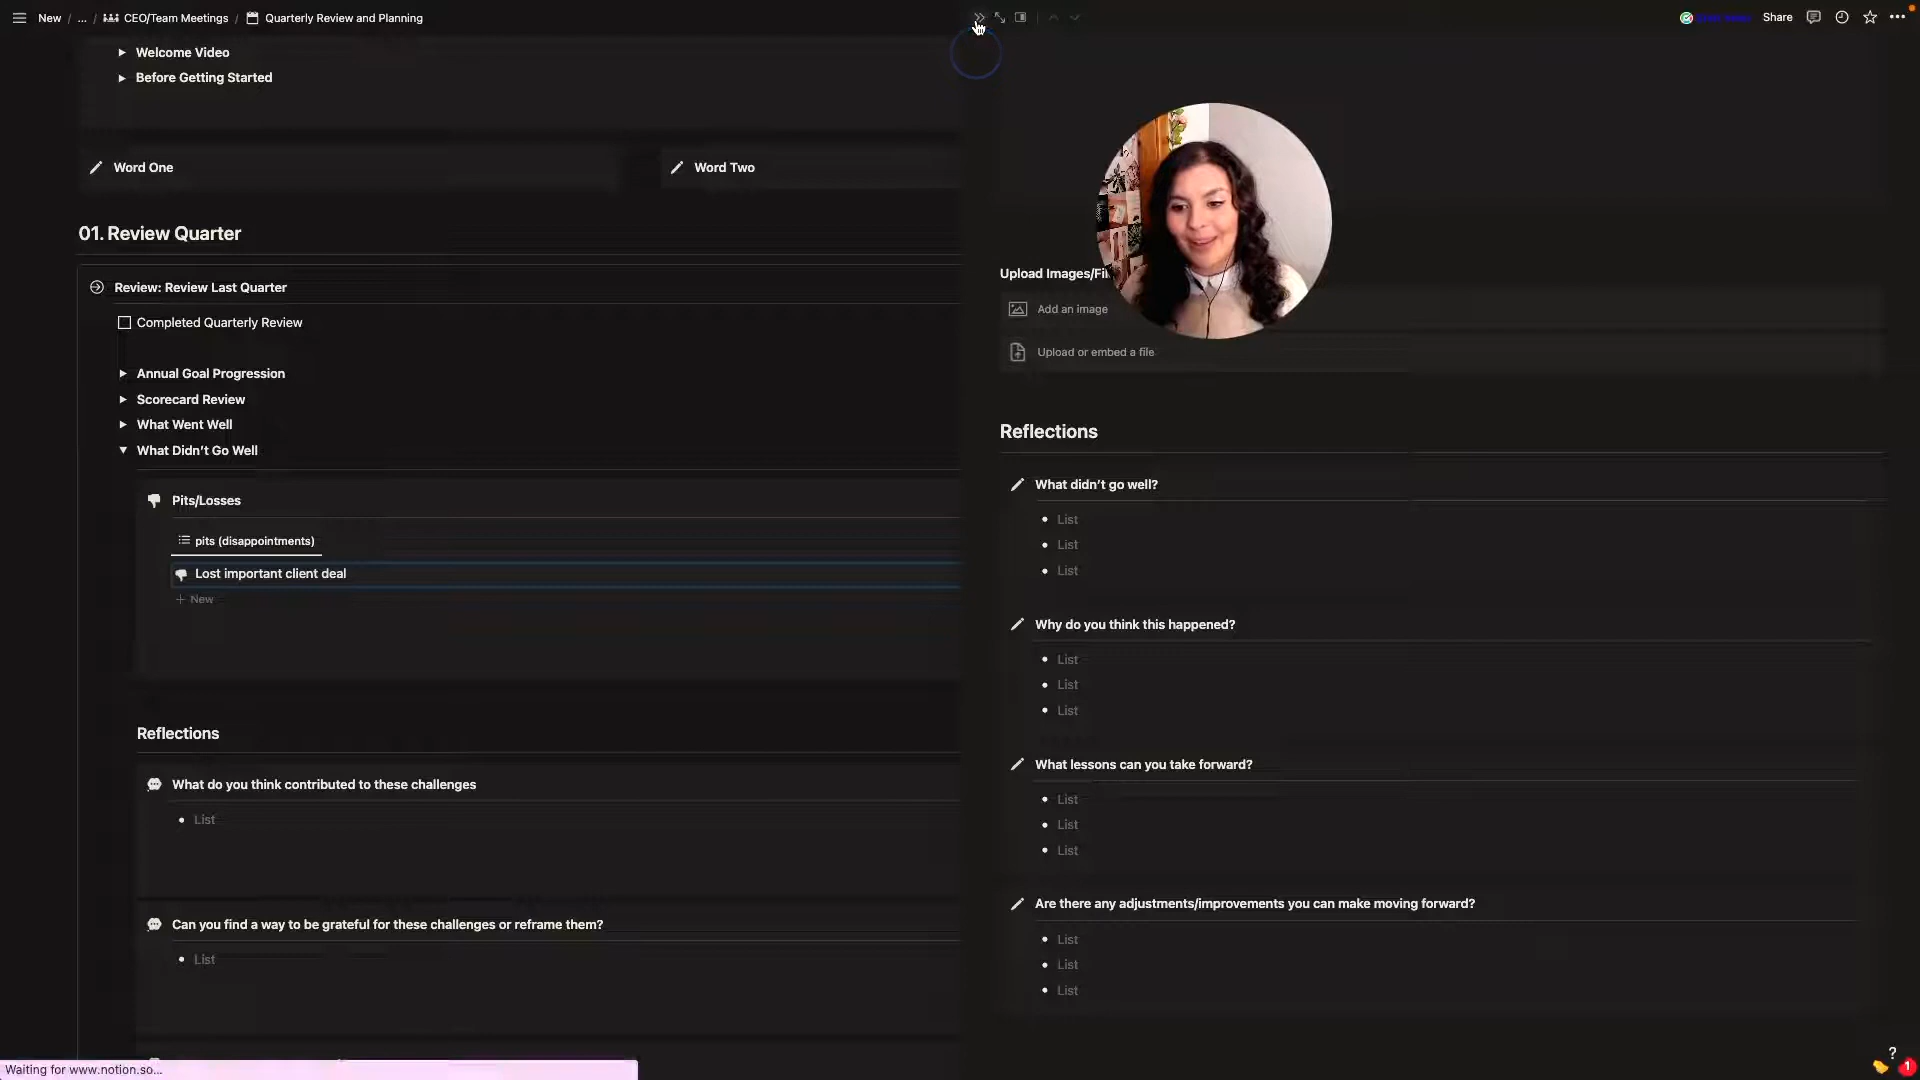 New / ... / CEO/Team Meetings / Quarterly Review and Planning
Share
Welcome Video
Before Getting Started
Word One
Word Two
01. Review Quarter
Review: Review Last Quarter
Completed Quarterly Review
Annual Goal Progression
Scorecard Review
What Went Well
What Didn't Go Well
Pits/Losses
pits (disappointments)
Lost important client deal
+ New
Reflections
What do you think contributed to these challenges
List
Can you find a way to be grateful for these challenges or reframe them?
List
Waiting for www.notion.so...
Upload Images/Fi
Add an image
Upload or embed a file
Reflections
What didn't go well?
List
List
List
Why do you think this happened?
List
List
List
What lessons can you take forward?
List
List
List
Are there any adjustments/improvements you can make moving forward?
List
List
List
?
1